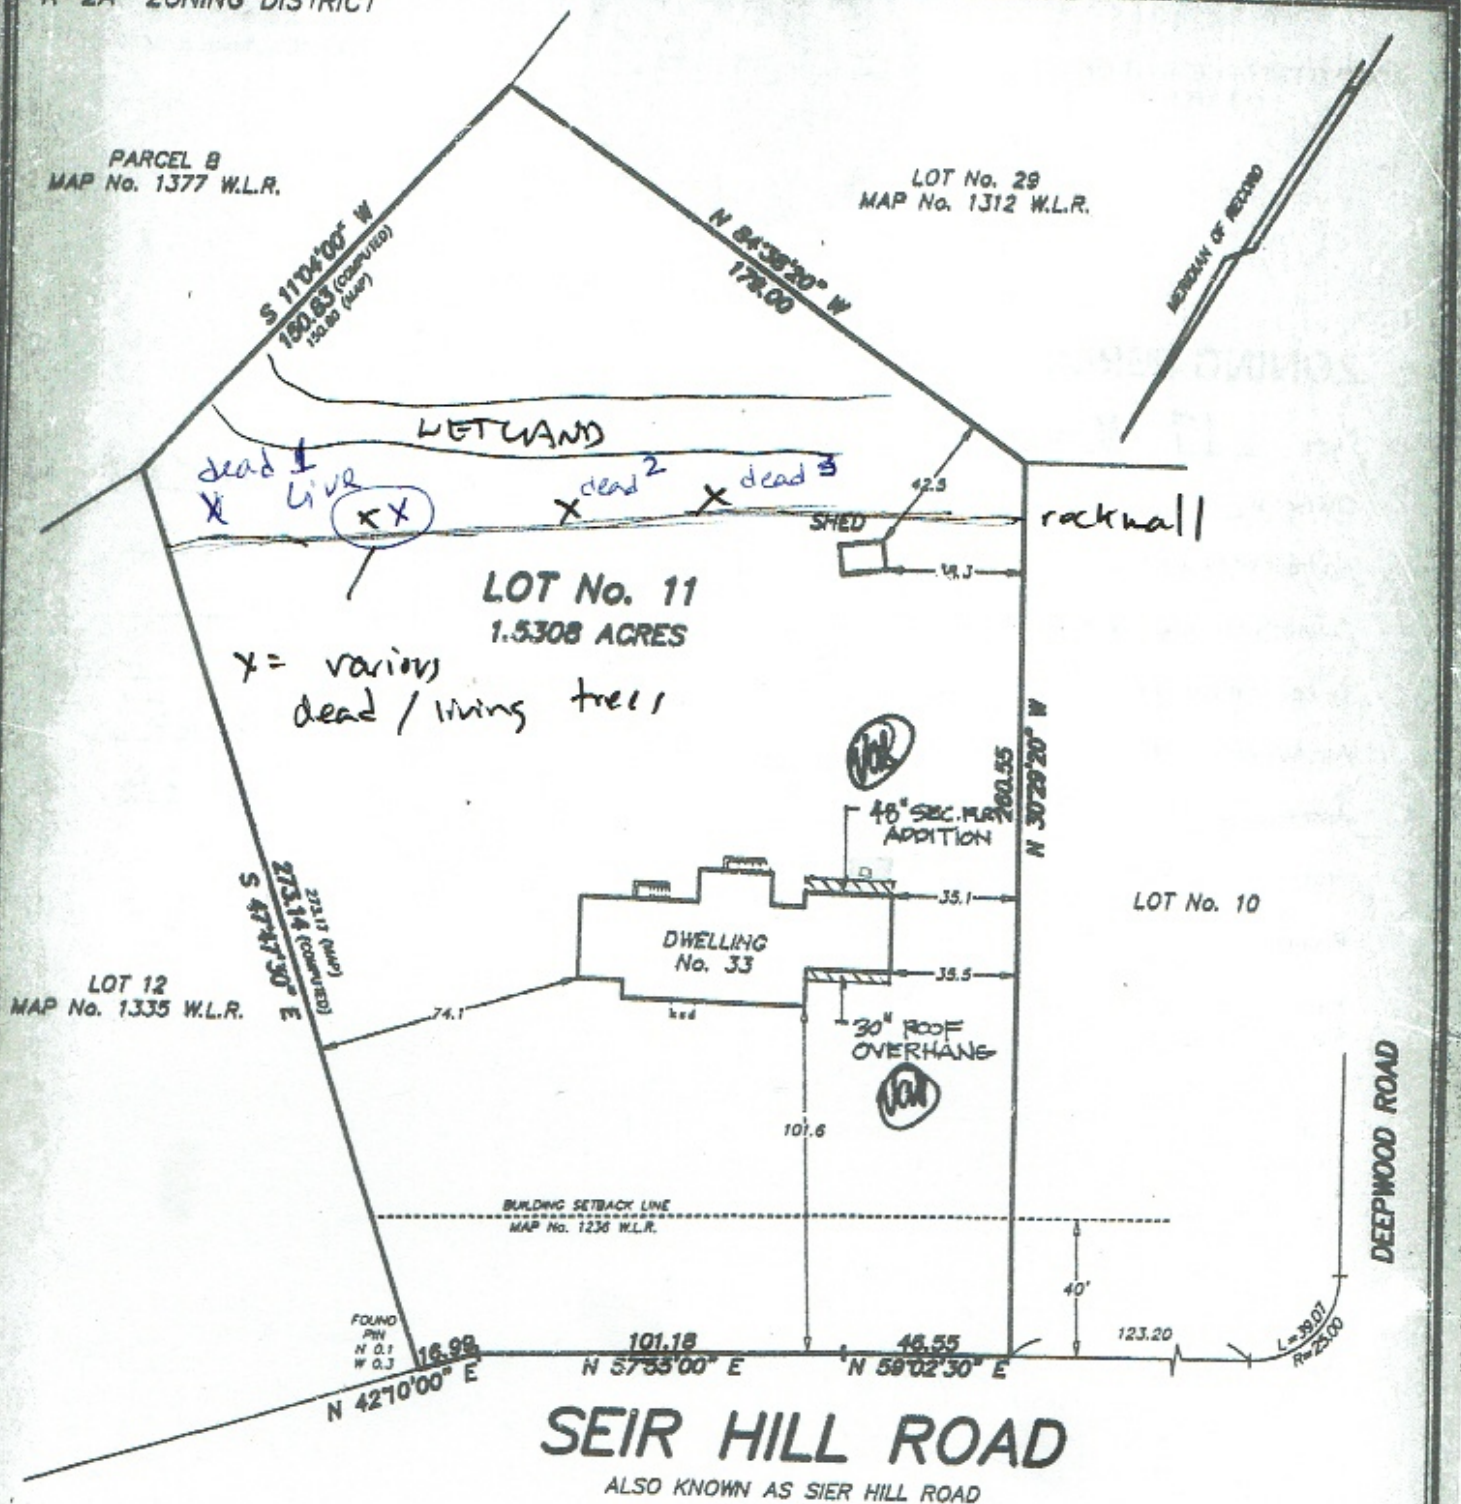 ZONING DISTRICT
PARCEL 8
MAP No. 1377 W.L.R.
LOT No. 29
MAP No. 1312 W.L.R.
MERIDIAN OF RECORD
S 11°04'00" W
150.83 (COMPUTED)
150.80 (MAP)
N 84°38'20" W
179.00
WETLAND
dead 1
Live
dead 2
dead 3
X
x x
X
X
42.5
SHED
rockwall
LOT No. 11
1.5308 ACRES
x = various
dead / living trees
260.55
N 30°29'20" W
48" SEC. FLR
ADDITION
35.1
LOT No. 10
DWELLING
No. 33
35.5
273.17 (MAP)
273.14 (COMPUTED)
S 47°47'30" E
LOT 12
MAP No. 1335 W.L.R.
74.1
30" ROOF
OVERHANG
101.6
DEEPWOOD ROAD
BUILDING SETBACK LINE
MAP No. 1236 W.L.R.
40'
FOUND
PIN
N 0.1
W 0.3
16.99
N 42°10'00" E
101.18
N 57°55'00" E
46.55
N 59°02'30" E
123.20
L=39.07
R=25.00
SEIR HILL ROAD
ALSO KNOWN AS SIER HILL ROAD